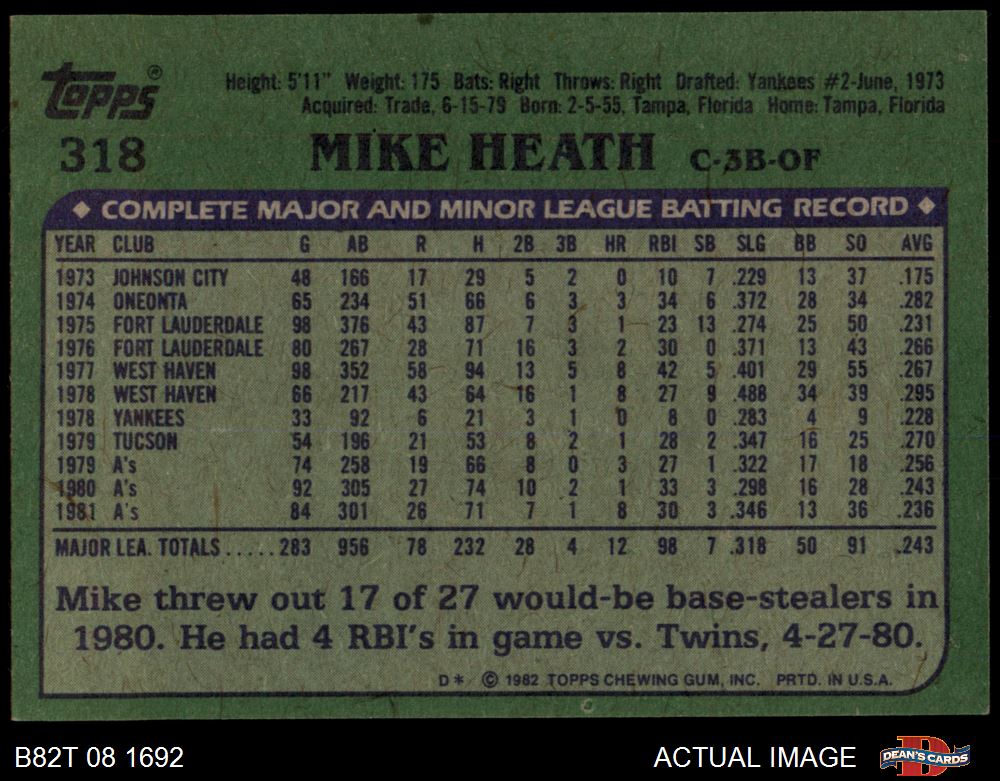 Topps®
Height: 5'11" Weight: 175 Bats: Right Throws: Right Drafted: Yankees #2-June, 1973
Acquired: Trade, 6-15-79 Born: 2-5-55, Tampa, Florida Home: Tampa, Florida
318 MIKE HEATH C-3B-OF
◆ COMPLETE MAJOR AND MINOR LEAGUE BATTING RECORD ◆
YEAR CLUB G AB R H 2B 3B HR RBI SB SLG BB SO AVG
1973 JOHNSON CITY 48 166 17 29 5 2 0 10 7 .229 13 37 .175
1974 ONEONTA 65 234 51 66 6 3 3 34 6 .372 28 34 .282
1975 FORT LAUDERDALE 98 376 43 87 7 3 1 23 13 .274 25 50 .231
1976 FORT LAUDERDALE 80 267 28 71 16 3 2 30 0 .371 13 43 .266
1977 WEST HAVEN 98 352 58 94 13 5 8 42 5 .401 29 55 .267
1978 WEST HAVEN 66 217 43 64 16 1 8 27 9 .488 34 39 .295
1978 YANKEES 33 92 6 21 3 1 0 8 0 .283 4 9 .228
1979 TUCSON 54 196 21 53 8 2 1 28 2 .347 16 25 .270
1979 A's 74 258 19 66 8 0 3 27 1 .322 17 18 .256
1980 A's 92 305 27 74 10 2 1 33 3 .298 16 28 .243
1981 A's 84 301 26 71 7 1 8 30 3 .346 13 36 .236
MAJOR LEA. TOTALS.....283 956 78 232 28 4 12 98 7 .318 50 91 .243
Mike threw out 17 of 27 would-be base-stealers in
1980. He had 4 RBI's in game vs. Twins, 4-27-80.
D* © 1982 TOPPS CHEWING GUM, INC. PRTD. IN U.S.A.
B82T 08 1692 ACTUAL IMAGE DEAN'S CARDS